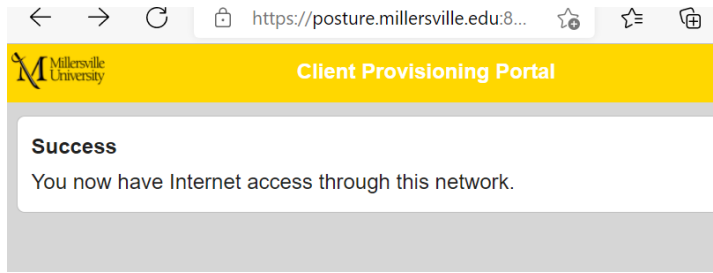 https://posture.millersville.edu:8...
Millersville
University
Client Provisioning Portal
Success
You now have Internet access through this network.